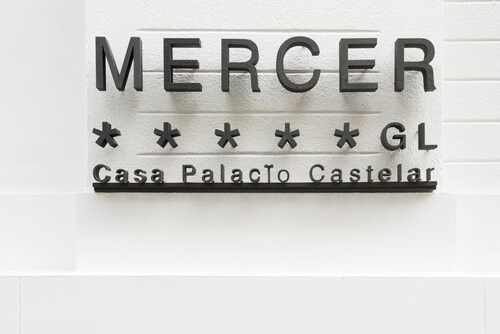 MERCER
* * * * * GL
Casa Palacio Castelar